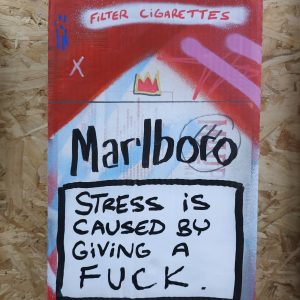 FILTER CIGARETTES
X
Marlboro
STRESS IS
CAUSED BY
GIVING A
FUCK.